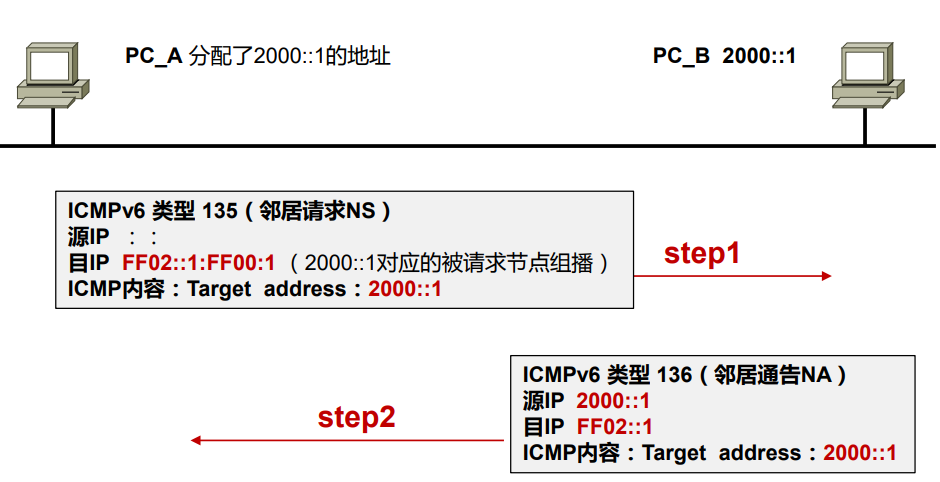 PC_A 分配了2000::1的地址
PC_B 2000::1
ICMPv6 类型 135（邻居请求NS）
源IP ：：
目IP FF02::1:FF00:1 （2000::1对应的被请求节点组播）
ICMP内容：Target address：2000::1
step1
ICMPv6 类型 136（邻居通告NA）
源IP 2000::1
目IP FF02::1
ICMP内容：Target address：2000::1
step2